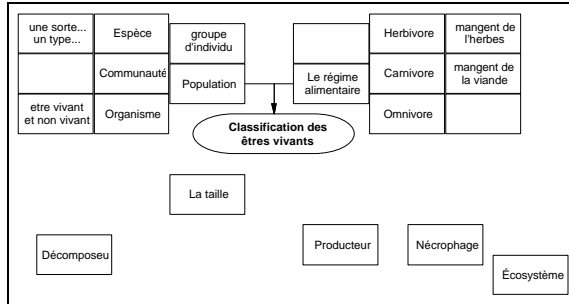 une sorte...
un type...
Espèce
groupe
d'individu
Herbivore
mangent de
l'herbes
Communauté
Population
Le régime
alimentaire
Carnivore
mangent de
la viande
etre vivant
et non vivant
Organisme
Omnivore
Classification des
êtres vivants
La taille
Décomposeu
Producteur
Nécrophage
Écosystème